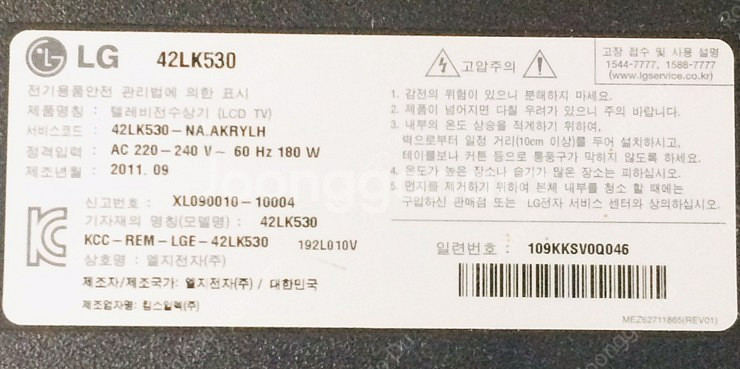 LG 42LK530
전기용품안전 관리법에 의한 표시
제품명칭 : 텔레비전수상기 (LCD TV)
서비스코드 : 42LK530-NA.AKRYLH
정격입력 : AC 220-240 V~ 60 Hz 180 W
제조년월 : 2011. 09
신고번호 : XL090010-10004
기자재의 명칭(모델명) : 42LK530
KCC-REM-LGE-42LK530 192L010V
상호명 : 엘지전자(주)
제조자/제조국가: 엘지전자(주) / 대한민국
제조업자명: 킴스일렉(주)
고압주의
고장 접수 및 사용 설명
1544-7777, 1588-7777
(www.lgservice.co.kr)
1. 감전의 위험이 있으니 분해하지 마세요.
2. 제품이 넘어지면 다칠 우려가 있으니 주의 바랍니다.
3. 내부의 온도 상승을 적게하기 위하여,
벽으로부터 일정 거리(10cm 이상)를 두어 설치하시고,
테이블보나 커튼 등으로 통풍구가 막히지 않도록 하세요.
4. 온도가 높은 장소나 습기가 많은 장소는 피하십시오.
5. 먼지를 제거하기 위하여 본체 내부를 청소 할 때에는
구입하신 판매점 또는 LG전자 서비스 센터와 상의하십시오.
일련번호 : 109KKSV0Q046
MEZ62711865(REV01)